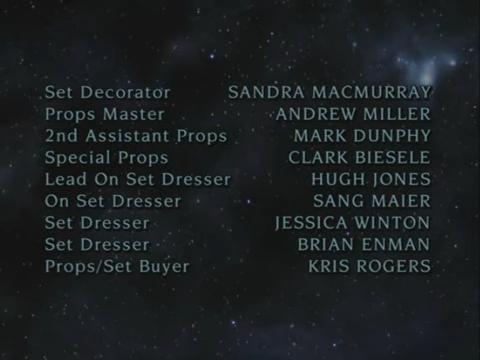 Set Decorator SANDRA MACMURRAY
Props Master ANDREW MILLER
2nd Assistant Props MARK DUNPHY
Special Props CLARK BIESELE
Lead On Set Dresser HUGH JONES
On Set Dresser SANG MAIER
Set Dresser JESSICA WINTON
Set Dresser BRIAN ENMAN
Props/Set Buyer KRIS ROGERS